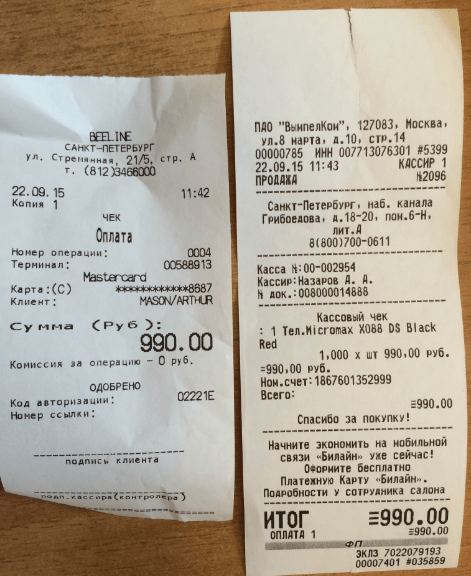 BEELINE
САНКТ-ПЕТЕРБУРГ
ул. Стремянная, 21/5, стр. А
т. (812)3466000
22.09.15 11:42
Копия 1
ЧЕК
Оплата
Номер операции: 0004
Терминал: 00588913
Mastercard
Карта:(C) ************8687
Клиент: MASON/ARTHUR
Сумма (Руб):
990.00
Комиссия за операцию - 0 руб.
ОДОБРЕНО
Код авторизации: 02221E
Номер ссылки:
подпись клиента
подп.кассира(контролера)
ПАО "ВымпелКом", 127083, Москва,
ул.8 марта, д.10, стр.14
00000785 ИНН 007713076301 #5399
22.09.15 11:43 КАССИР 1
ПРОДАЖА №2096
Санкт-Петербург, наб. канала
Грибоедова, д.18-20, пом.6-Н,
лит.Д
8(800)700-0611
Касса №:00-002954
Кассир:Назаров А. А.
№ док.:008000014888
Кассовый чек
: 1 Тел.Micromax X088 DS Black
Red
1,000 x шт 990,00 руб.
=990,00 руб.
Ном.счет:1867601352999
Всего:
≡990.00
Спасибо за покупку!
Начните экономить на мобильной
связи «Билайн» уже сейчас!
Оформите бесплатно
Платежную Карту «Билайн».
Подробности у сотрудника салона
ИТОГ ≡990.00
ОПЛАТА 1 ≡990.00
ФП
ЭКЛЗ 7022079193
00007401 #035859